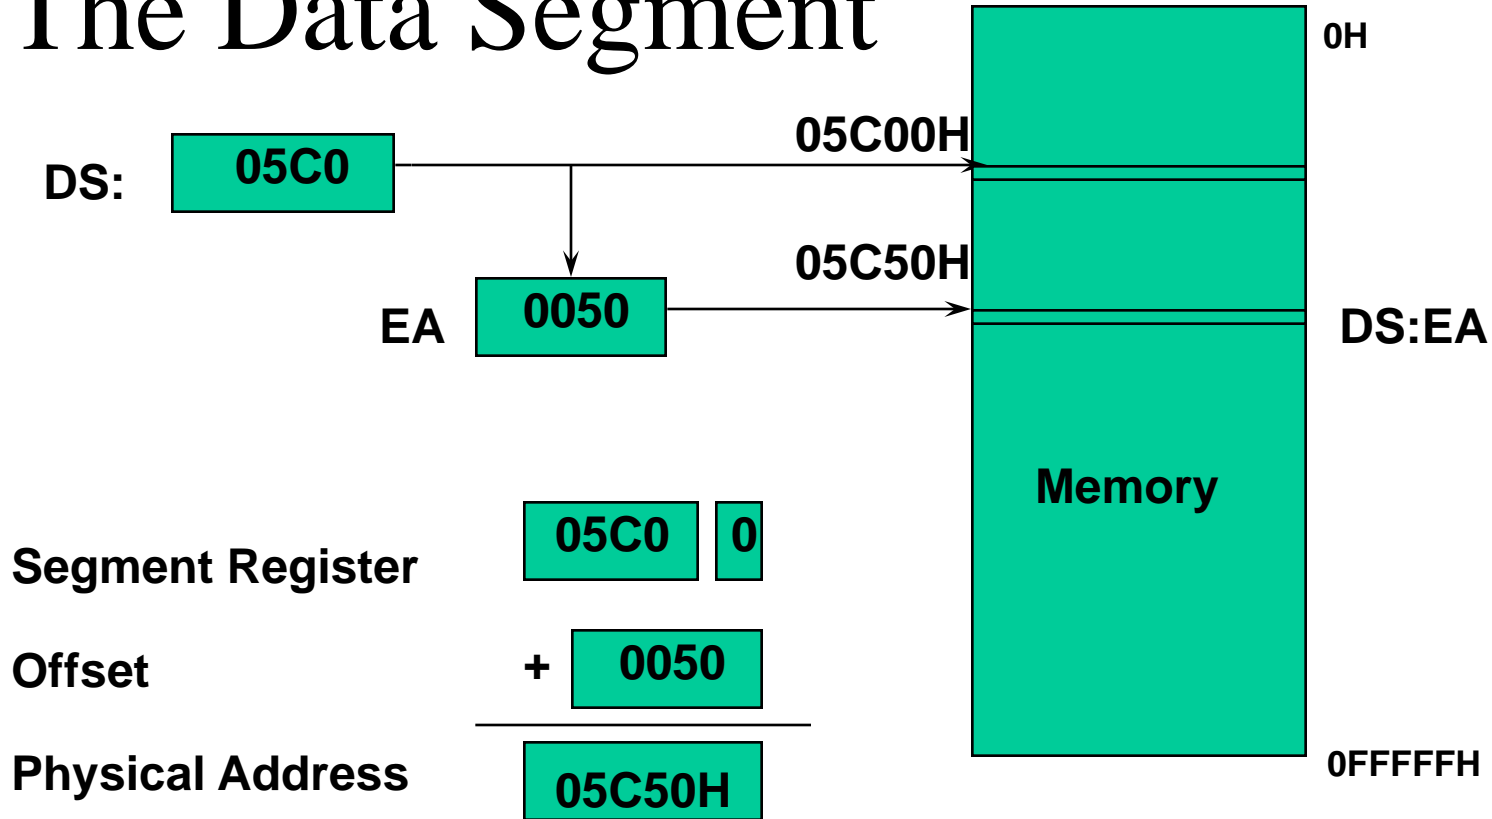 The Data Segment
0H
05C00H
DS:
05C0
05C50H
EA
0050
DS:EA
Memory
Segment Register
05C0 0
Offset
+ 0050
Physical Address
05C50H
0FFFFFH